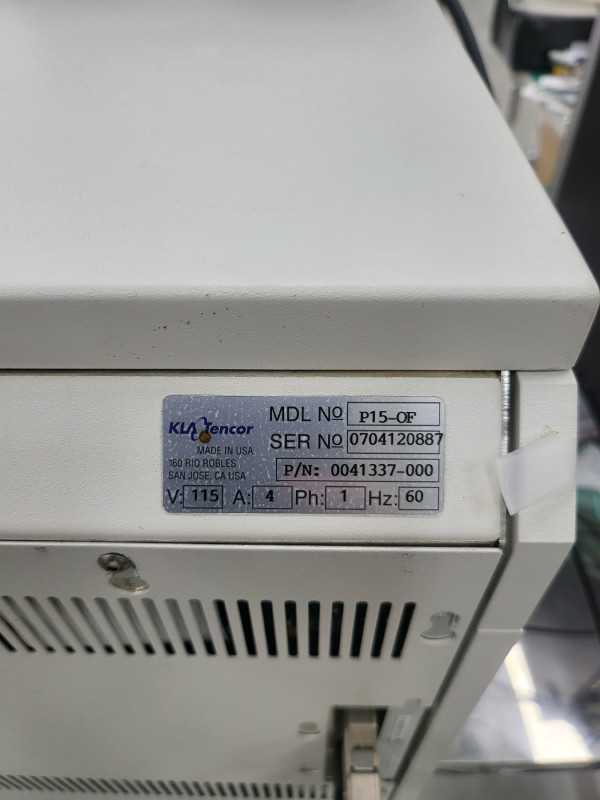 KLA Tencor
MADE IN USA
160 RIO ROBLES
SAN JOSE, CA USA
MDL Nº P15-OF
SER Nº 0704120887
P/N: 0041337-000
V: 115 A: 4 Ph: 1 Hz: 60